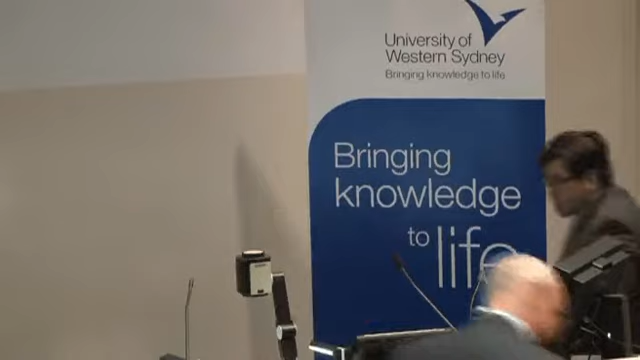 University of
Western Sydney
Bringing knowledge to life
Bringing
knowledge
to life